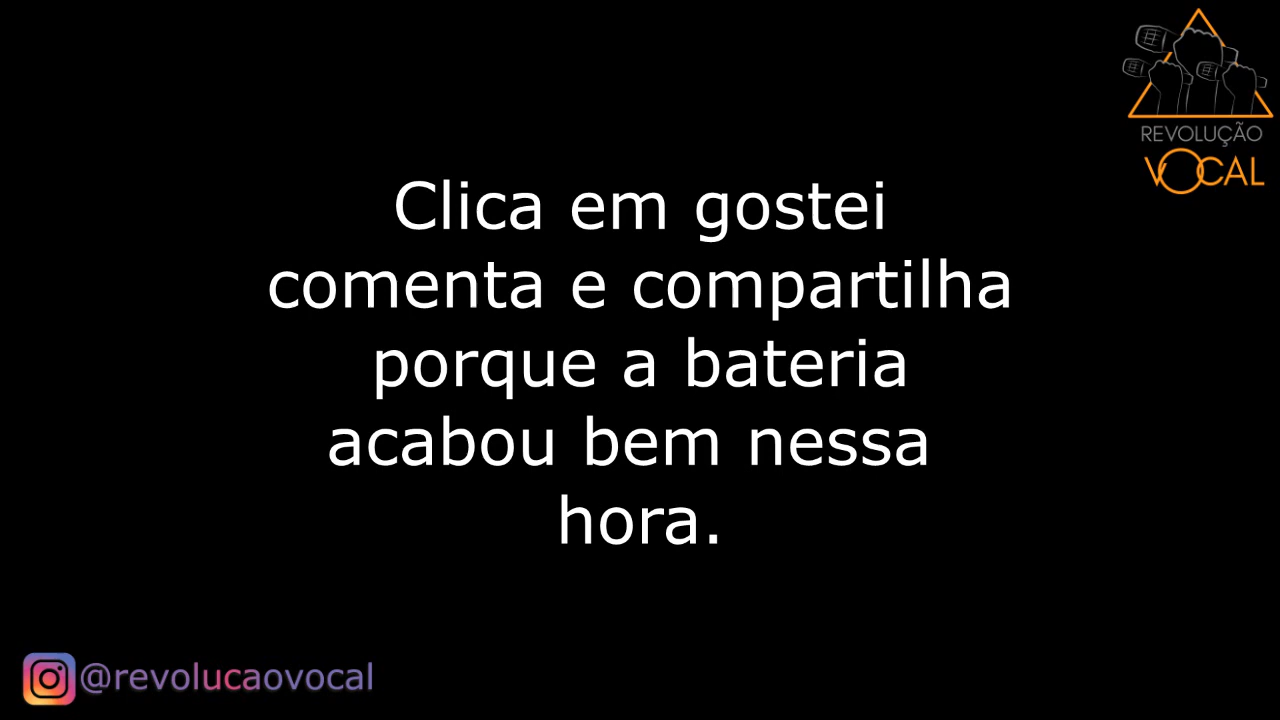 REVOLUÇÃO
VOCAL
Clica em gostei
comenta e compartilha
porque a bateria
acabou bem nessa
hora.
@revolucaovocal